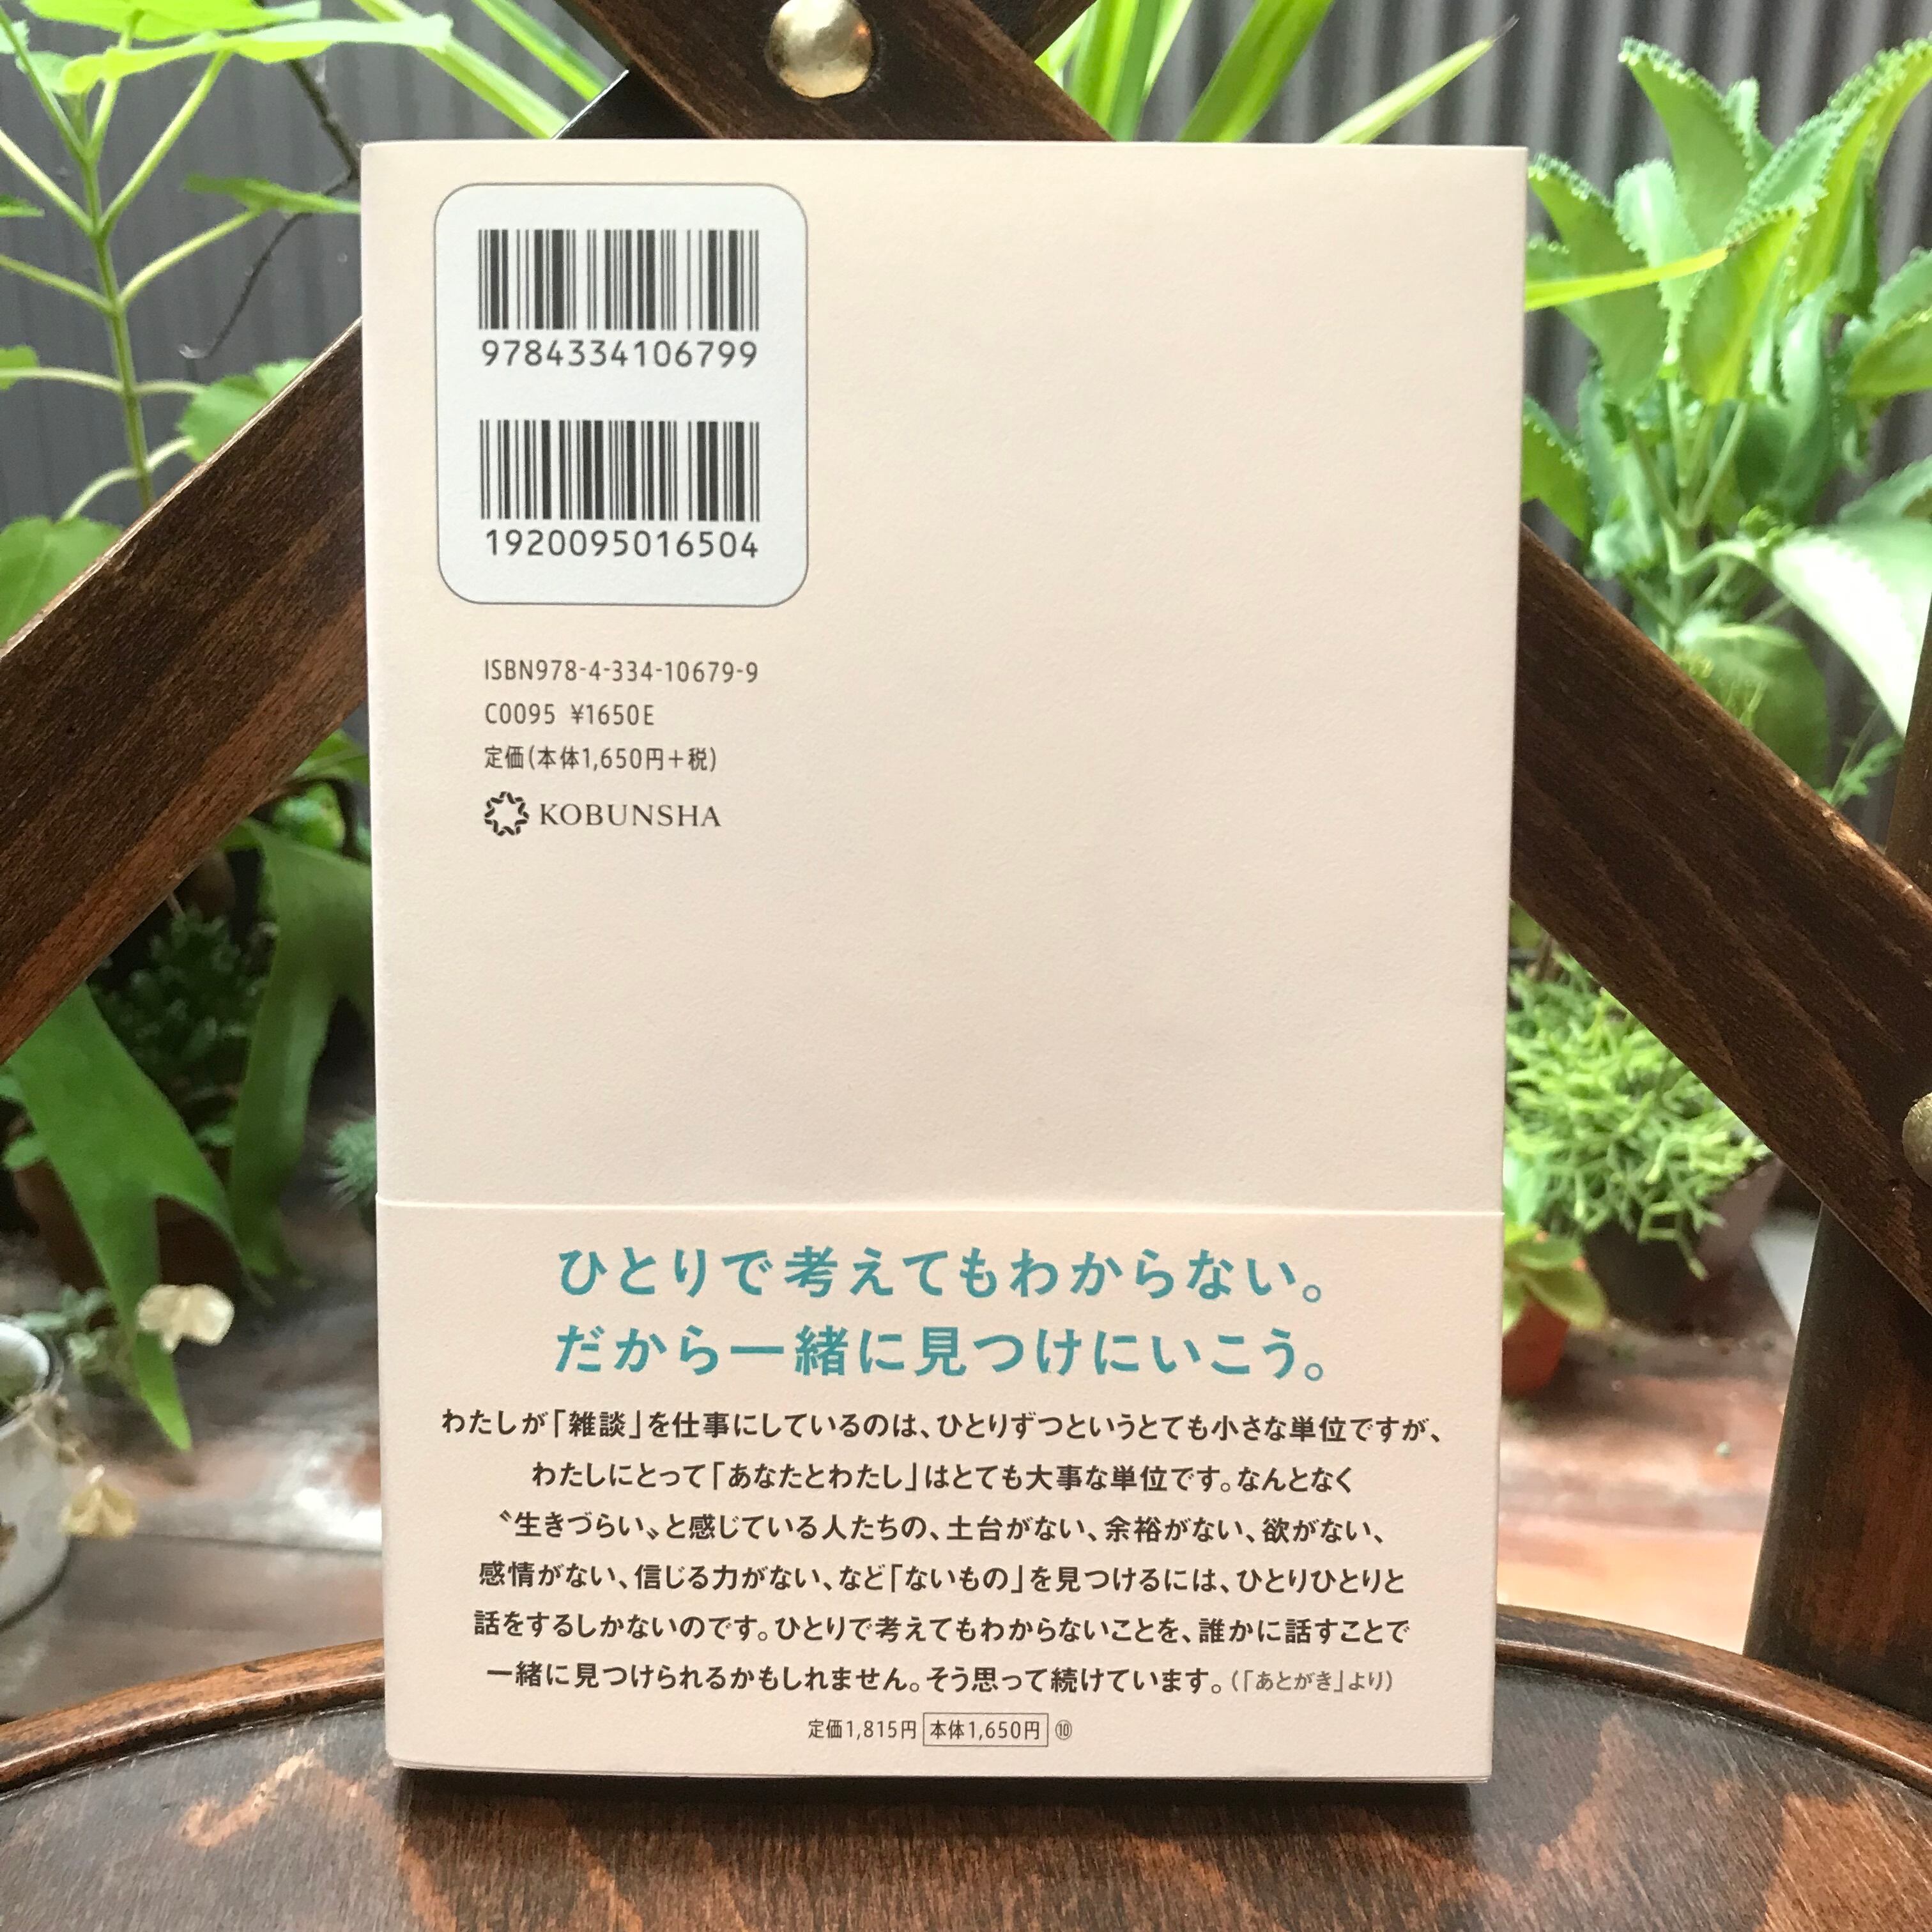 9784334106799
1920095016504
ISBN978-4-334-10679-9
C0095 ¥1650E
定価(本体1,650円+税)
KOBUNSHA
ひとりで考えてもわからない。
だから一緒に見つけにいこう。
わたしが「雑談」を仕事にしているのは、ひとりずつというとても小さな単位ですが、
わたしにとって「あなたとわたし」はとても大事な単位です。なんとなく
〝生きづらい〟と感じている人たちの、土台がない、余裕がない、欲がない、
感情がない、信じる力がない、など「ないもの」を見つけるには、ひとりひとりと
話をするしかないのです。ひとりで考えてもわからないことを、誰かに話すことで
一緒に見つけられるかもしれません。そう思って続けています。(「あとがき」より)
定価1,815円 本体1,650円 ⑩